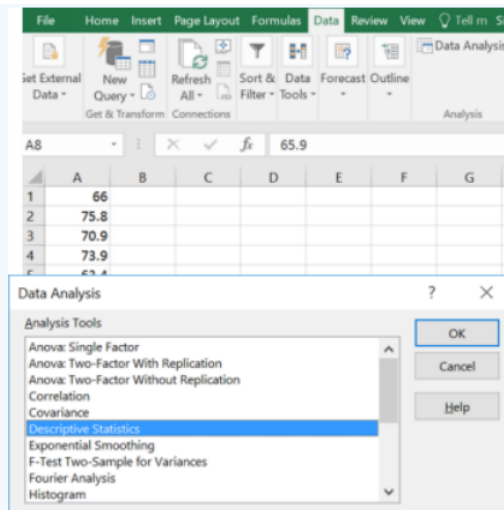 File Home Insert Page Layout Formulas Data Review View Tell m
Get External Data
New Query
Refresh All
Sort & Filter
Data Tools
Forecast
Outline
Data Analysis
Get & Transform Connections Analysis
A8 fx 65.9
A B C D E F G
1 66
2 75.8
3 70.9
4 73.9
Data Analysis ? ×
Analysis Tools
Anova: Single Factor
Anova: Two-Factor With Replication
Anova: Two-Factor Without Replication
Correlation
Covariance
Descriptive Statistics
Exponential Smoothing
F-Test Two-Sample for Variances
Fourier Analysis
Histogram
OK
Cancel
Help